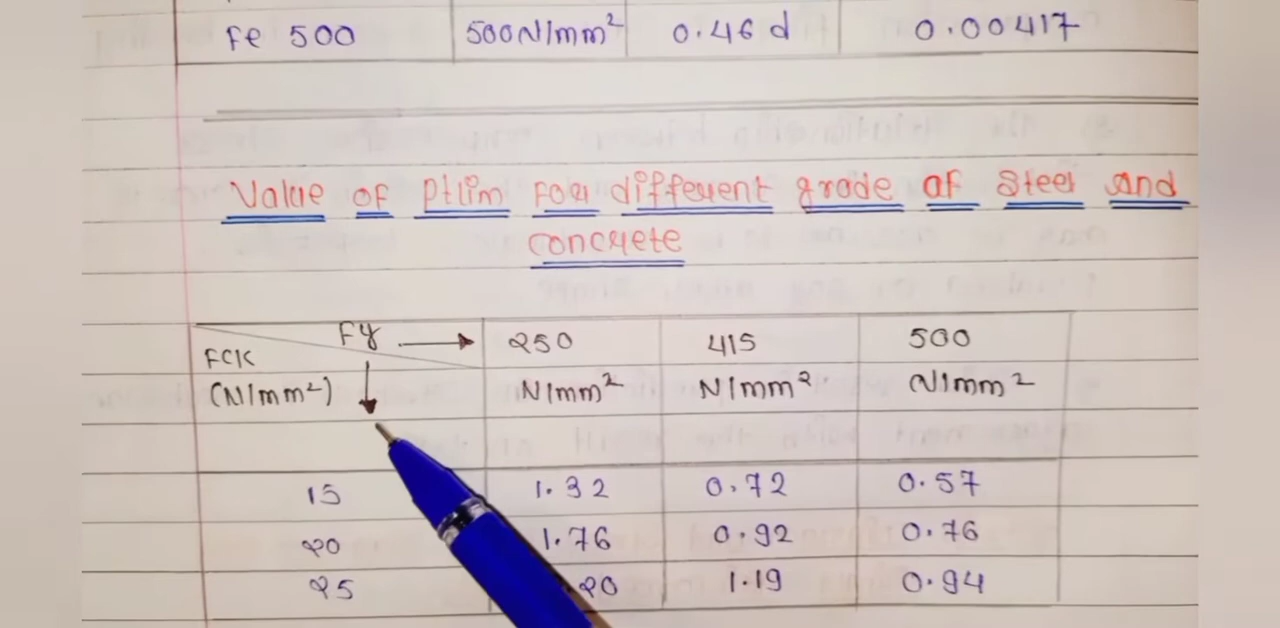 Fe 500 500N/mm² 0.46d 0.00417
Value of Ptlim For different grade of Steel and
concrete
Fy → 250 415 500
FCK
(N/mm²) N/mm² N/mm² N/mm²
15 1.32 0.72 0.57
20 1.76 0.92 0.76
25 20 1.19 0.94